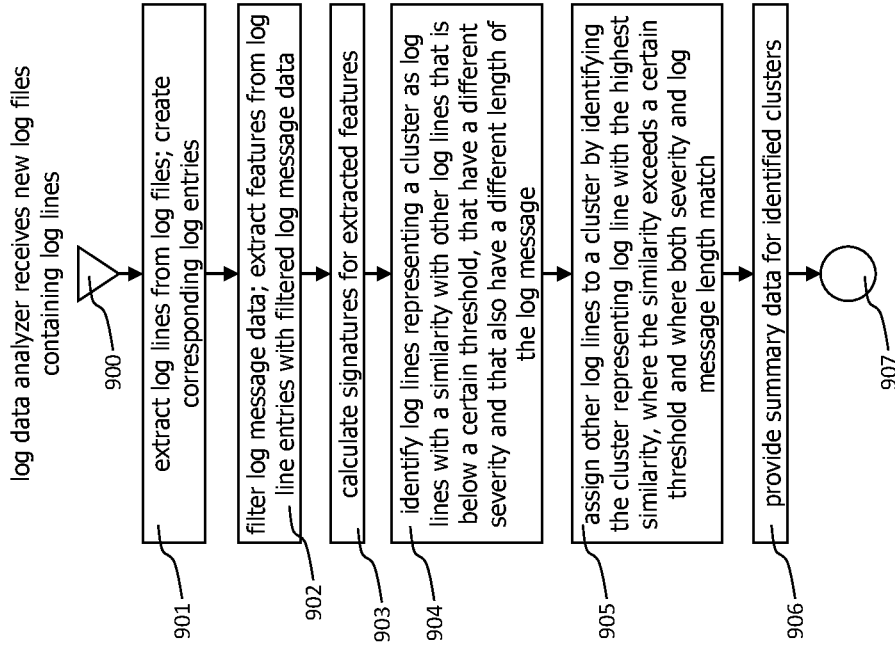 log data analyzer receives new log files
containing log lines
900
901
extract log lines from log files; create
corresponding log entries
902
filter log message data; extract features from log
line entries with filtered log message data
903
calculate signatures for extracted features
904
identify log lines representing a cluster as log
lines with a similarity with other log lines that is
below a certain threshold, that have a different
severity and that also have a different length of
the log message
905
assign other log lines to a cluster by identifying
the cluster representing log line with the highest
similarity, where the similarity exceeds a certain
threshold and where both severity and log
message length match
906
provide summary data for identified clusters
907